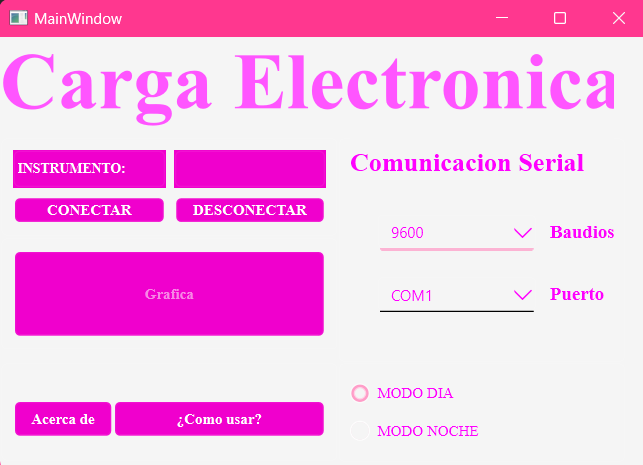 MainWindow
Carga Electronica
INSTRUMENTO:
CONECTAR
DESCONECTAR
Grafica
Acerca de
¿Como usar?
Comunicacion Serial
9600
Baudios
COM1
Puerto
MODO DIA
MODO NOCHE